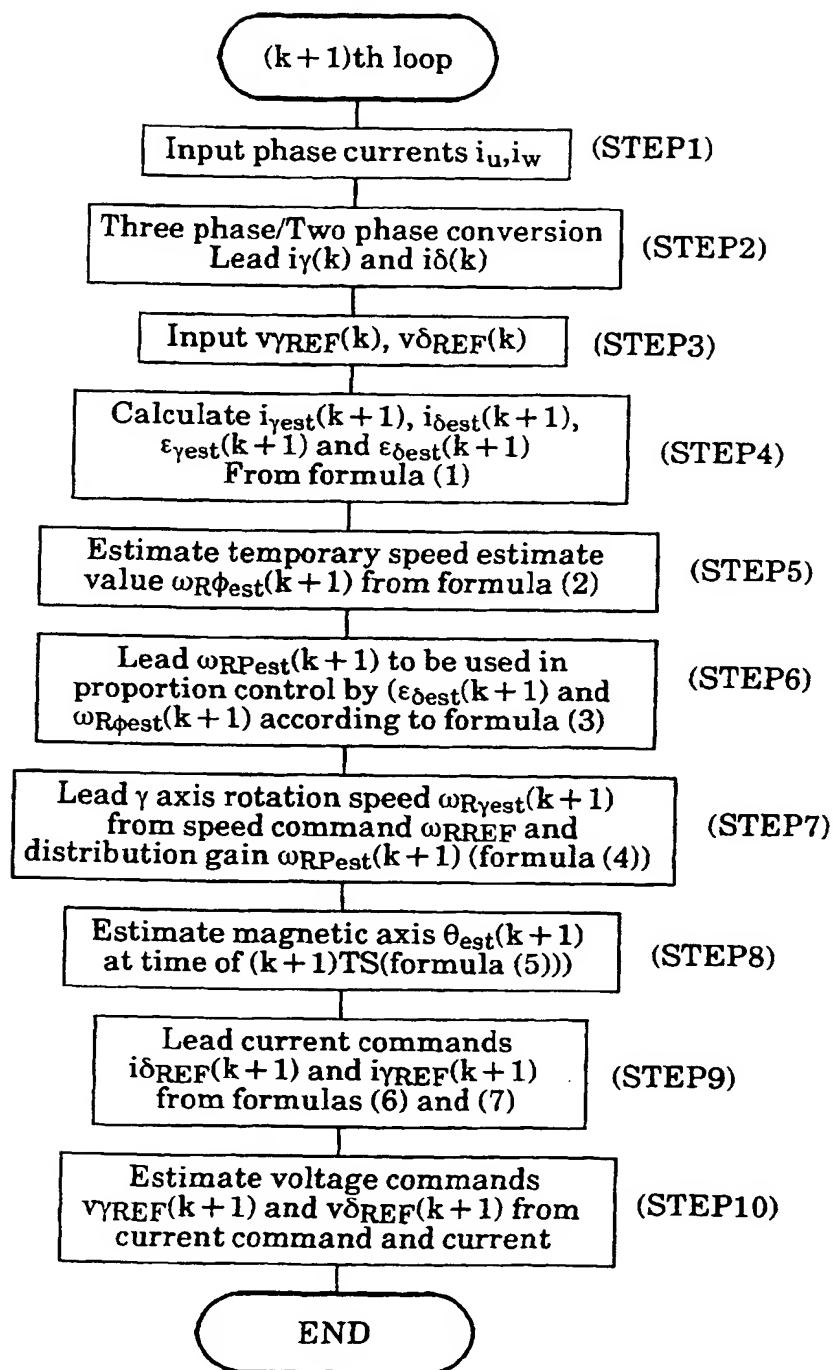 (k+1)th loop
Input phase currents iu,iw
(STEP1)
Three phase/Two phase conversion
Lead iγ(k) and iδ(k)
(STEP2)
Input vγREF(k), vδREF(k)
(STEP3)
Calculate iγest(k+1), iδest(k+1),
εγest(k+1) and εδest(k+1)
From formula (1)
(STEP4)
Estimate temporary speed estimate
value ωRϕest(k+1) from formula (2)
(STEP5)
Lead ωRPest(k+1) to be used in
proportion control by (εδest(k+1) and
ωRϕest(k+1) according to formula (3)
(STEP6)
Lead γ axis rotation speed ωRγest(k+1)
from speed command ωRREF and
distribution gain ωRPest(k+1) (formula (4))
(STEP7)
Estimate magnetic axis θest(k+1)
at time of (k+1)TS(formula (5)))
(STEP8)
Lead current commands
iδREF(k+1) and iγREF(k+1)
from formulas (6) and (7)
(STEP9)
Estimate voltage commands
vγREF(k+1) and vδREF(k+1) from
current command and current
(STEP10)
END